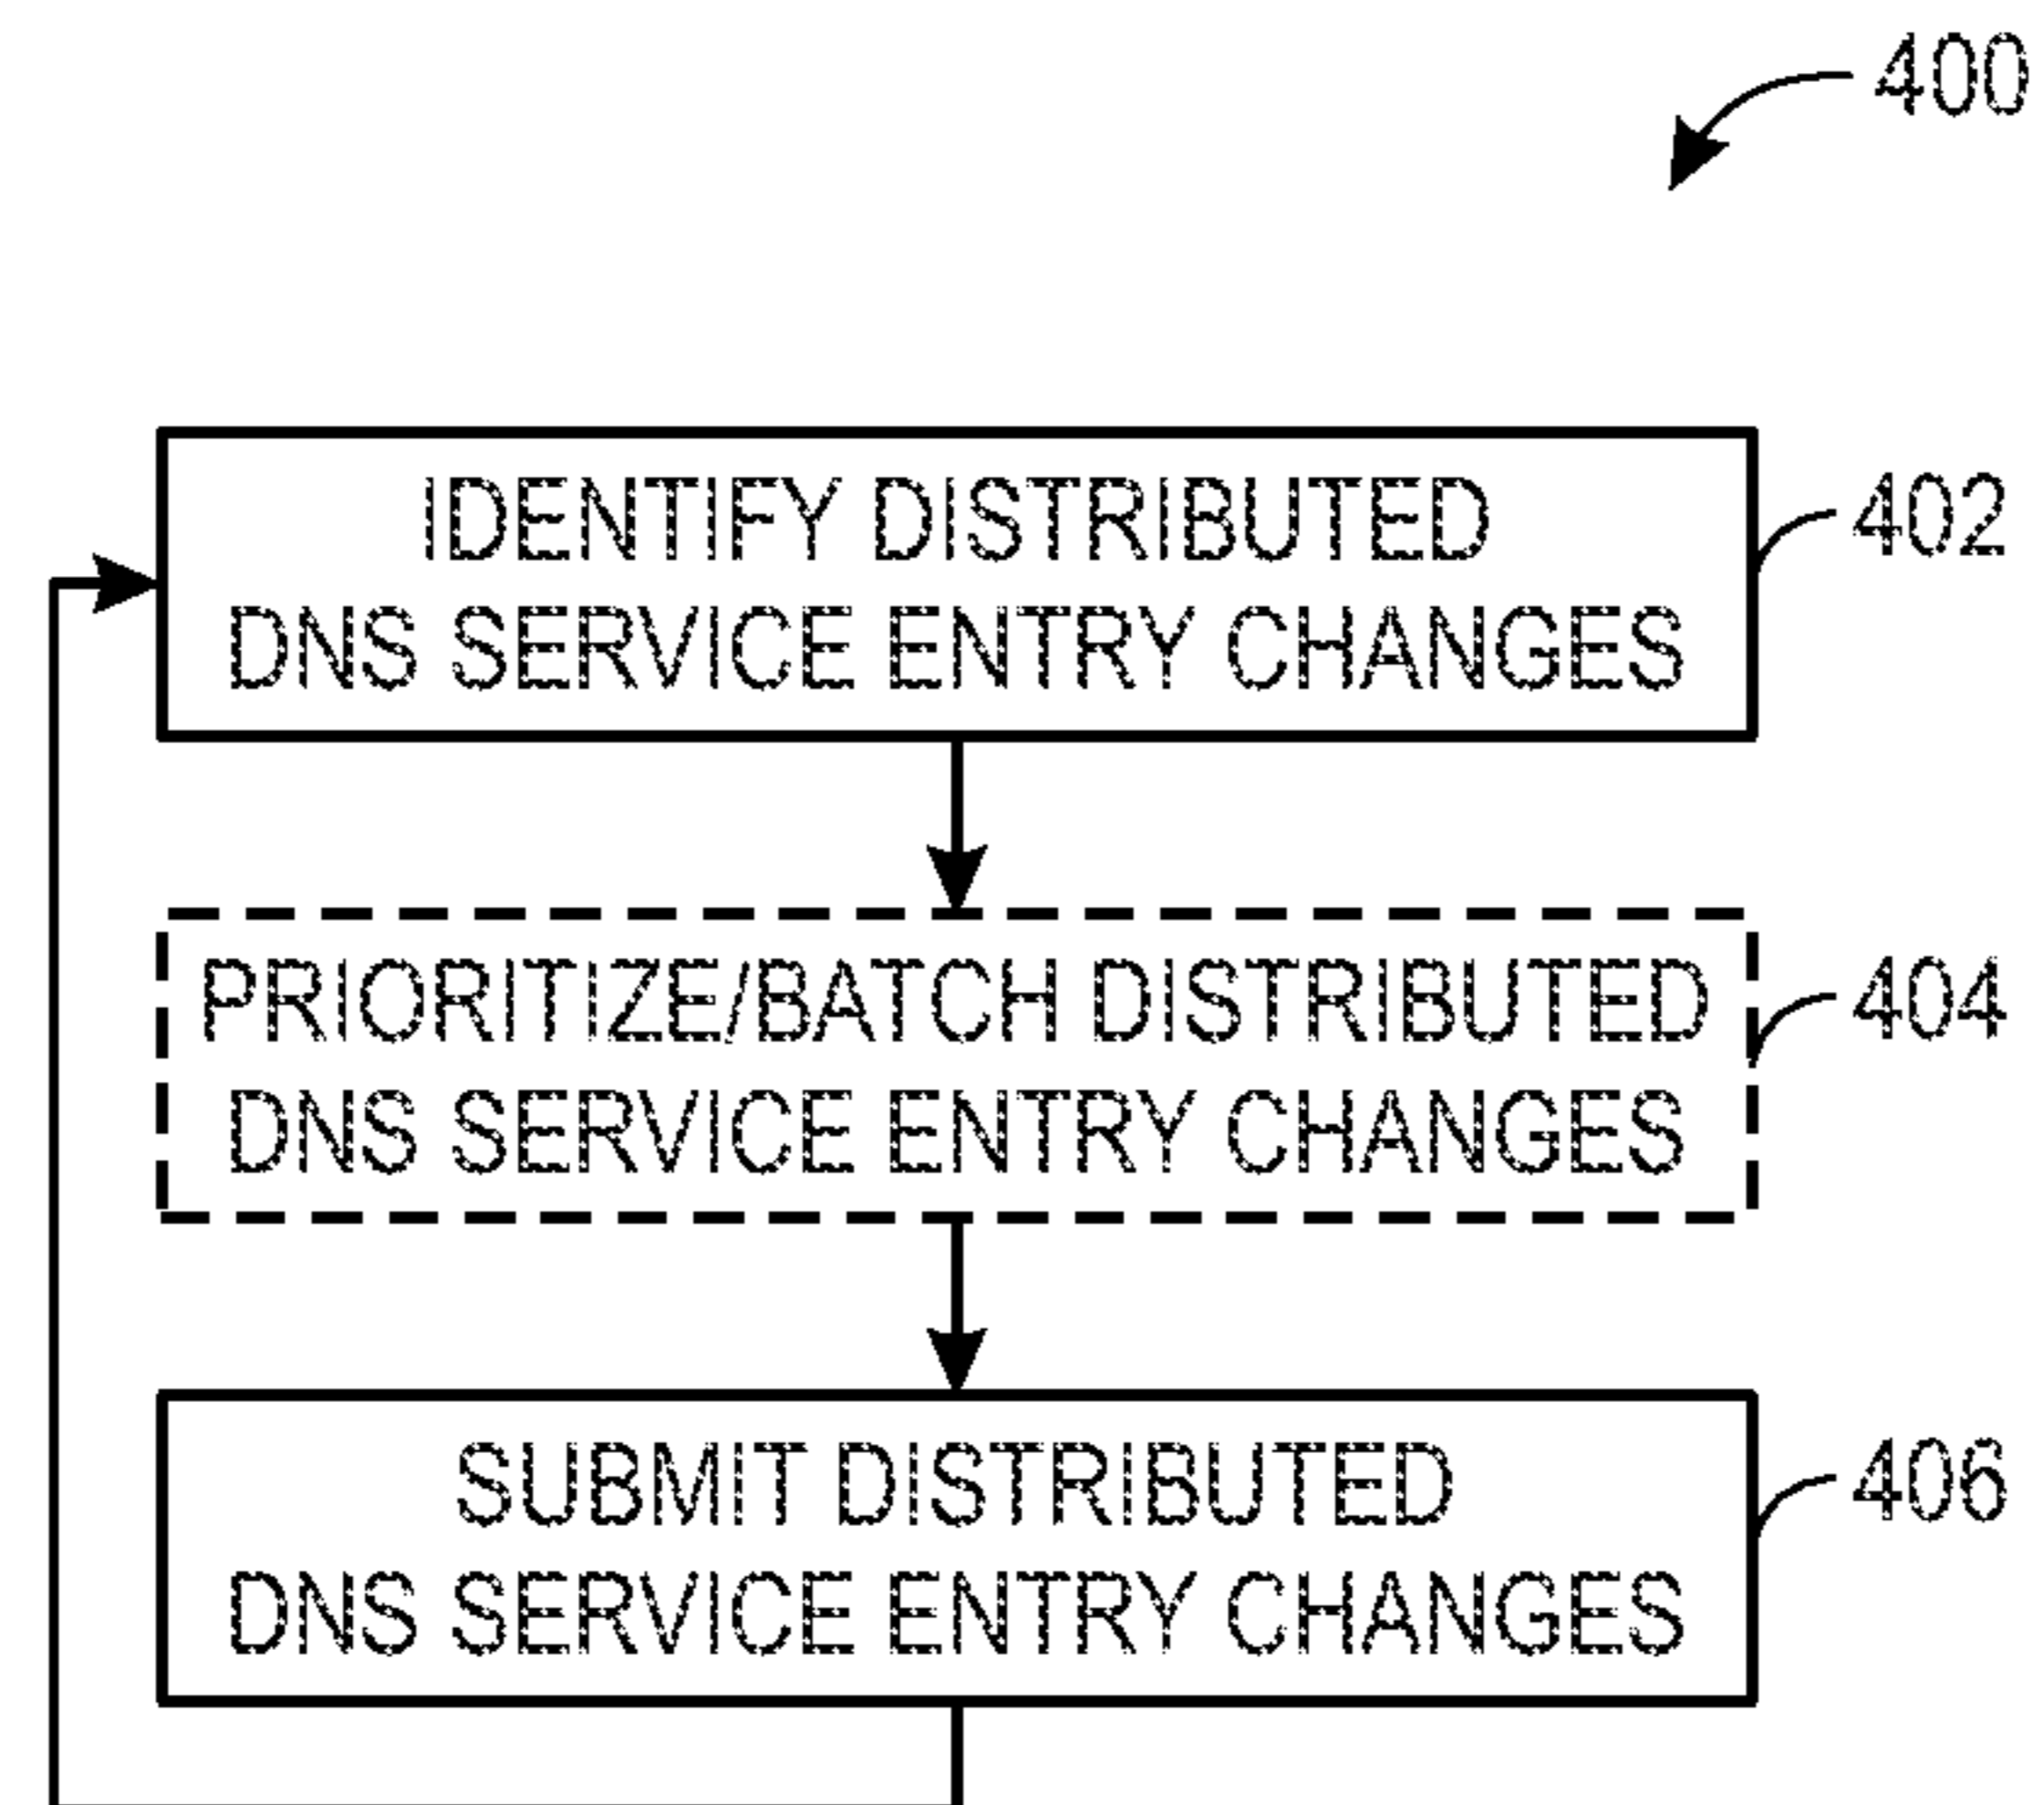 400
IDENTIFY DISTRIBUTED
DNS SERVICE ENTRY CHANGES
402
PRIORITIZE/BATCH DISTRIBUTED
DNS SERVICE ENTRY CHANGES
404
SUBMIT DISTRIBUTED
DNS SERVICE ENTRY CHANGES
406